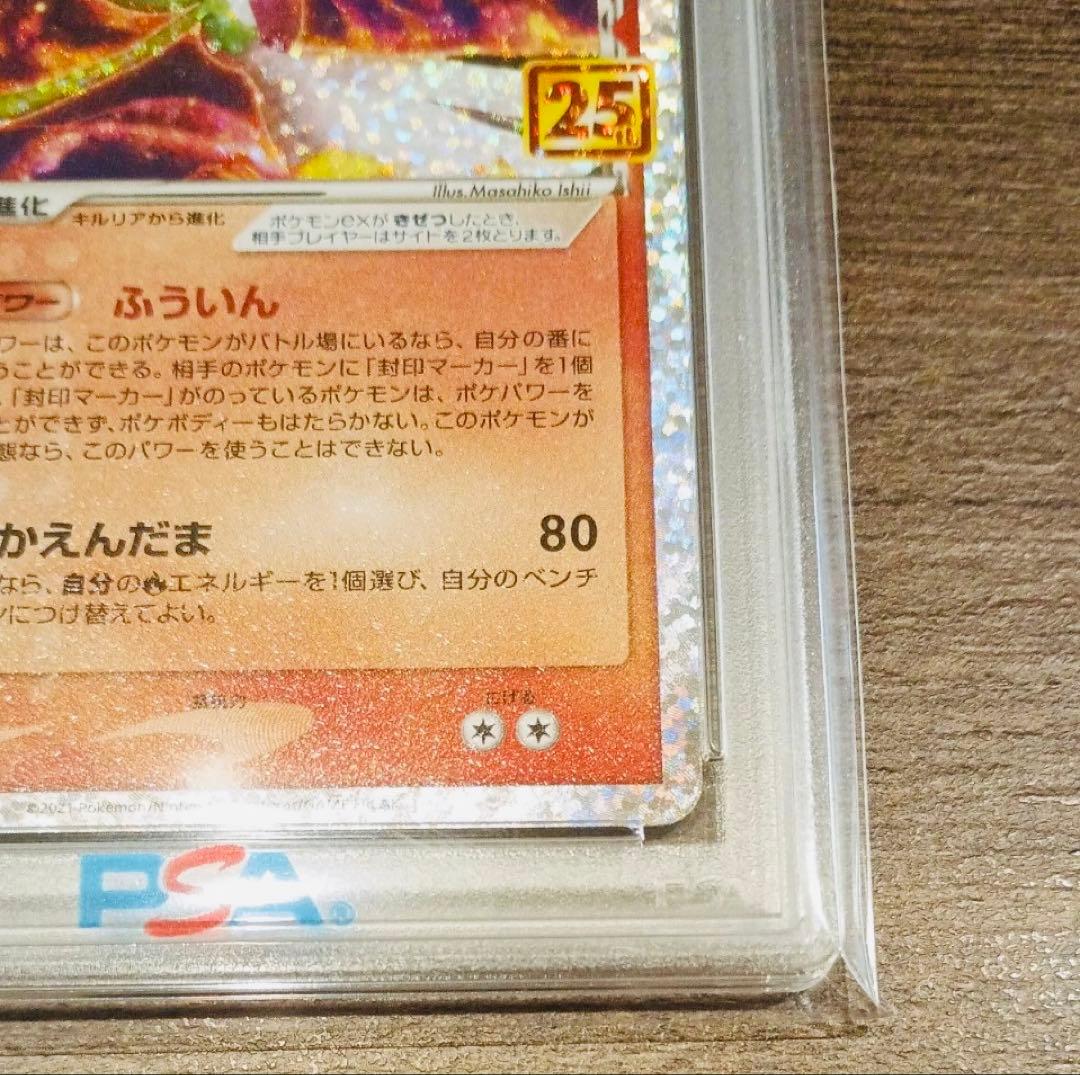 25
Illus. Masahiko Ishii
進化 キルリアから進化
ポケモンexが きぜつしたとき、
相手プレイヤーはサイドを2枚とります。
パワー ふういん
ワーは、このポケモンがバトル場にいるなら、自分の番に
うことができる。相手のポケモンに「封印マーカー」を1個
「封印マーカー」がのっているポケモンは、ポケパワーを
とができず、ポケボディーもはたらかない。このポケモンが
態なら、このパワーを使うことはできない。
かえんだま 80
なら、自分の エネルギーを1個選び、自分のベンチ
ンにつけ替えてよい。
抵抗力 にげる
©2021 Pokémon/Nintendo
PSA®